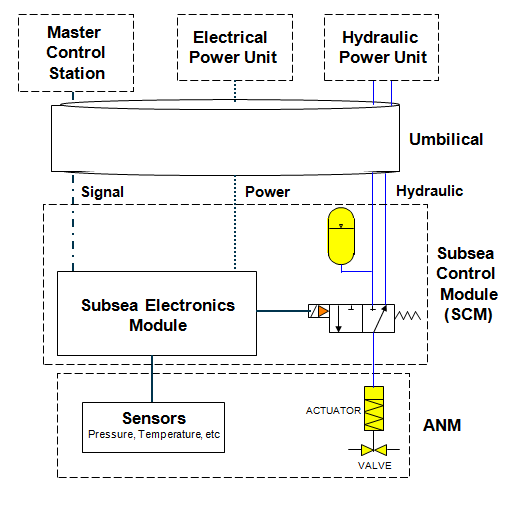 Master
Control
Station
Electrical
Power Unit
Hydraulic
Power Unit
Umbilical
Signal
Power
Hydraulic
Subsea
Control
Module
(SCM)
Subsea Electronics
Module
Sensors
Pressure, Temperature, etc
ACTUATOR
ANM
VALVE